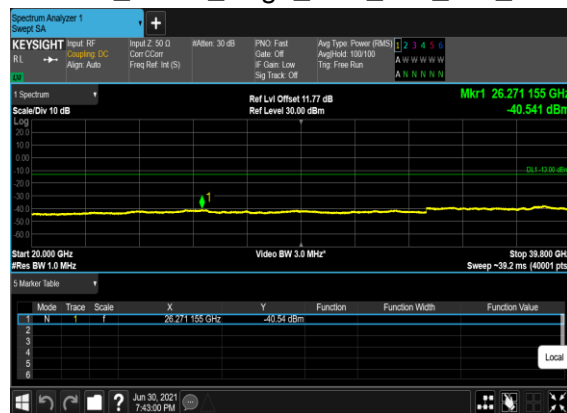 Spectrum Analyzer 1
Swept SA
KEYSIGHT
RL
Input: RF
Coupling: DC
Align: Auto
Input Z: 50 Ω
Corr CCorr
Freq Ref: Int (S)
#Atten: 30 dB
PNO: Fast
Gate: Off
IF Gain: Low
Sig Track: Off
Avg Type: Power (RMS)
Avg|Hold: 100/100
Trig: Free Run
1 2 3 4 5 6
A W W W W W
A N N N N N
1 Spectrum
Scale/Div 10 dB
Log
Ref Lvl Offset 11.77 dB
Ref Level 30.00 dBm
Mkr1 26.271 155 GHz
-40.541 dBm
20.0
10.0
0.00
-10.0
-20.0
-30.0
-40.0
-50.0
-60.0
DL1 -13.00 dBm
1
Start 20.000 GHz
#Res BW 1.0 MHz
Video BW 3.0 MHz*
Stop 39.800 GHz
Sweep ~39.2 ms (40001 pts)
5 Marker Table
Mode Trace Scale X Y Function Function Width Function Value
1 N 1 f 26.271 155 GHz -40.54 dBm
2
3
4
5
6
Local
?
Jun 30, 2021
7:43:00 PM